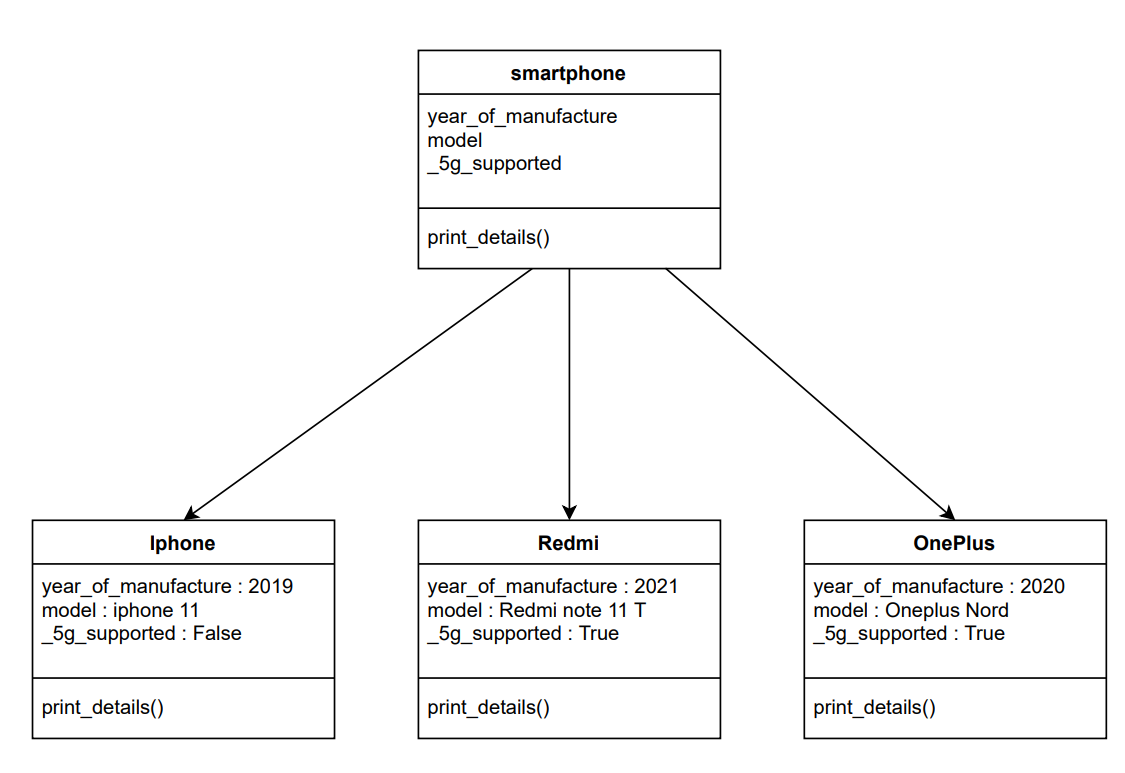 smartphone
year_of_manufacture
model
_5g_supported
print_details()
Iphone
year_of_manufacture : 2019
model : iphone 11
_5g_supported : False
print_details()
Redmi
year_of_manufacture : 2021
model : Redmi note 11 T
_5g_supported : True
print_details()
OnePlus
year_of_manufacture : 2020
model : Oneplus Nord
_5g_supported : True
print_details()